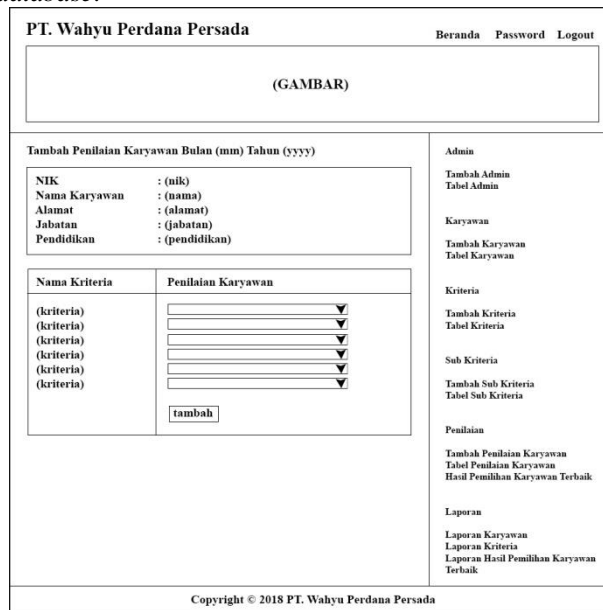 PT. Wahyu Perdana Persada
Beranda Password Logout
(GAMBAR)
Tambah Penilaian Karyawan Bulan (mm) Tahun (yyyy)
NIK : (nik)
Nama Karyawan : (nama)
Alamat : (alamat)
Jabatan : (jabatan)
Pendidikan : (pendidikan)
Nama Kriteria Penilaian Karyawan
(kriteria)
(kriteria)
(kriteria)
(kriteria)
(kriteria)
(kriteria)
tambah
Admin
Tambah Admin
Tabel Admin
Karyawan
Tambah Karyawan
Tabel Karyawan
Kriteria
Tambah Kriteria
Tabel Kriteria
Sub Kriteria
Tambah Sub Kriteria
Tabel Sub Kriteria
Penilaian
Tambah Penilaian Karyawan
Tabel Penilaian Karyawan
Hasil Pemilihan Karyawan Terbaik
Laporan
Laporan Karyawan
Laporan Kriteria
Laporan Hasil Pemilihan Karyawan
Terbaik
Copyright © 2018 PT. Wahyu Perdana Persada